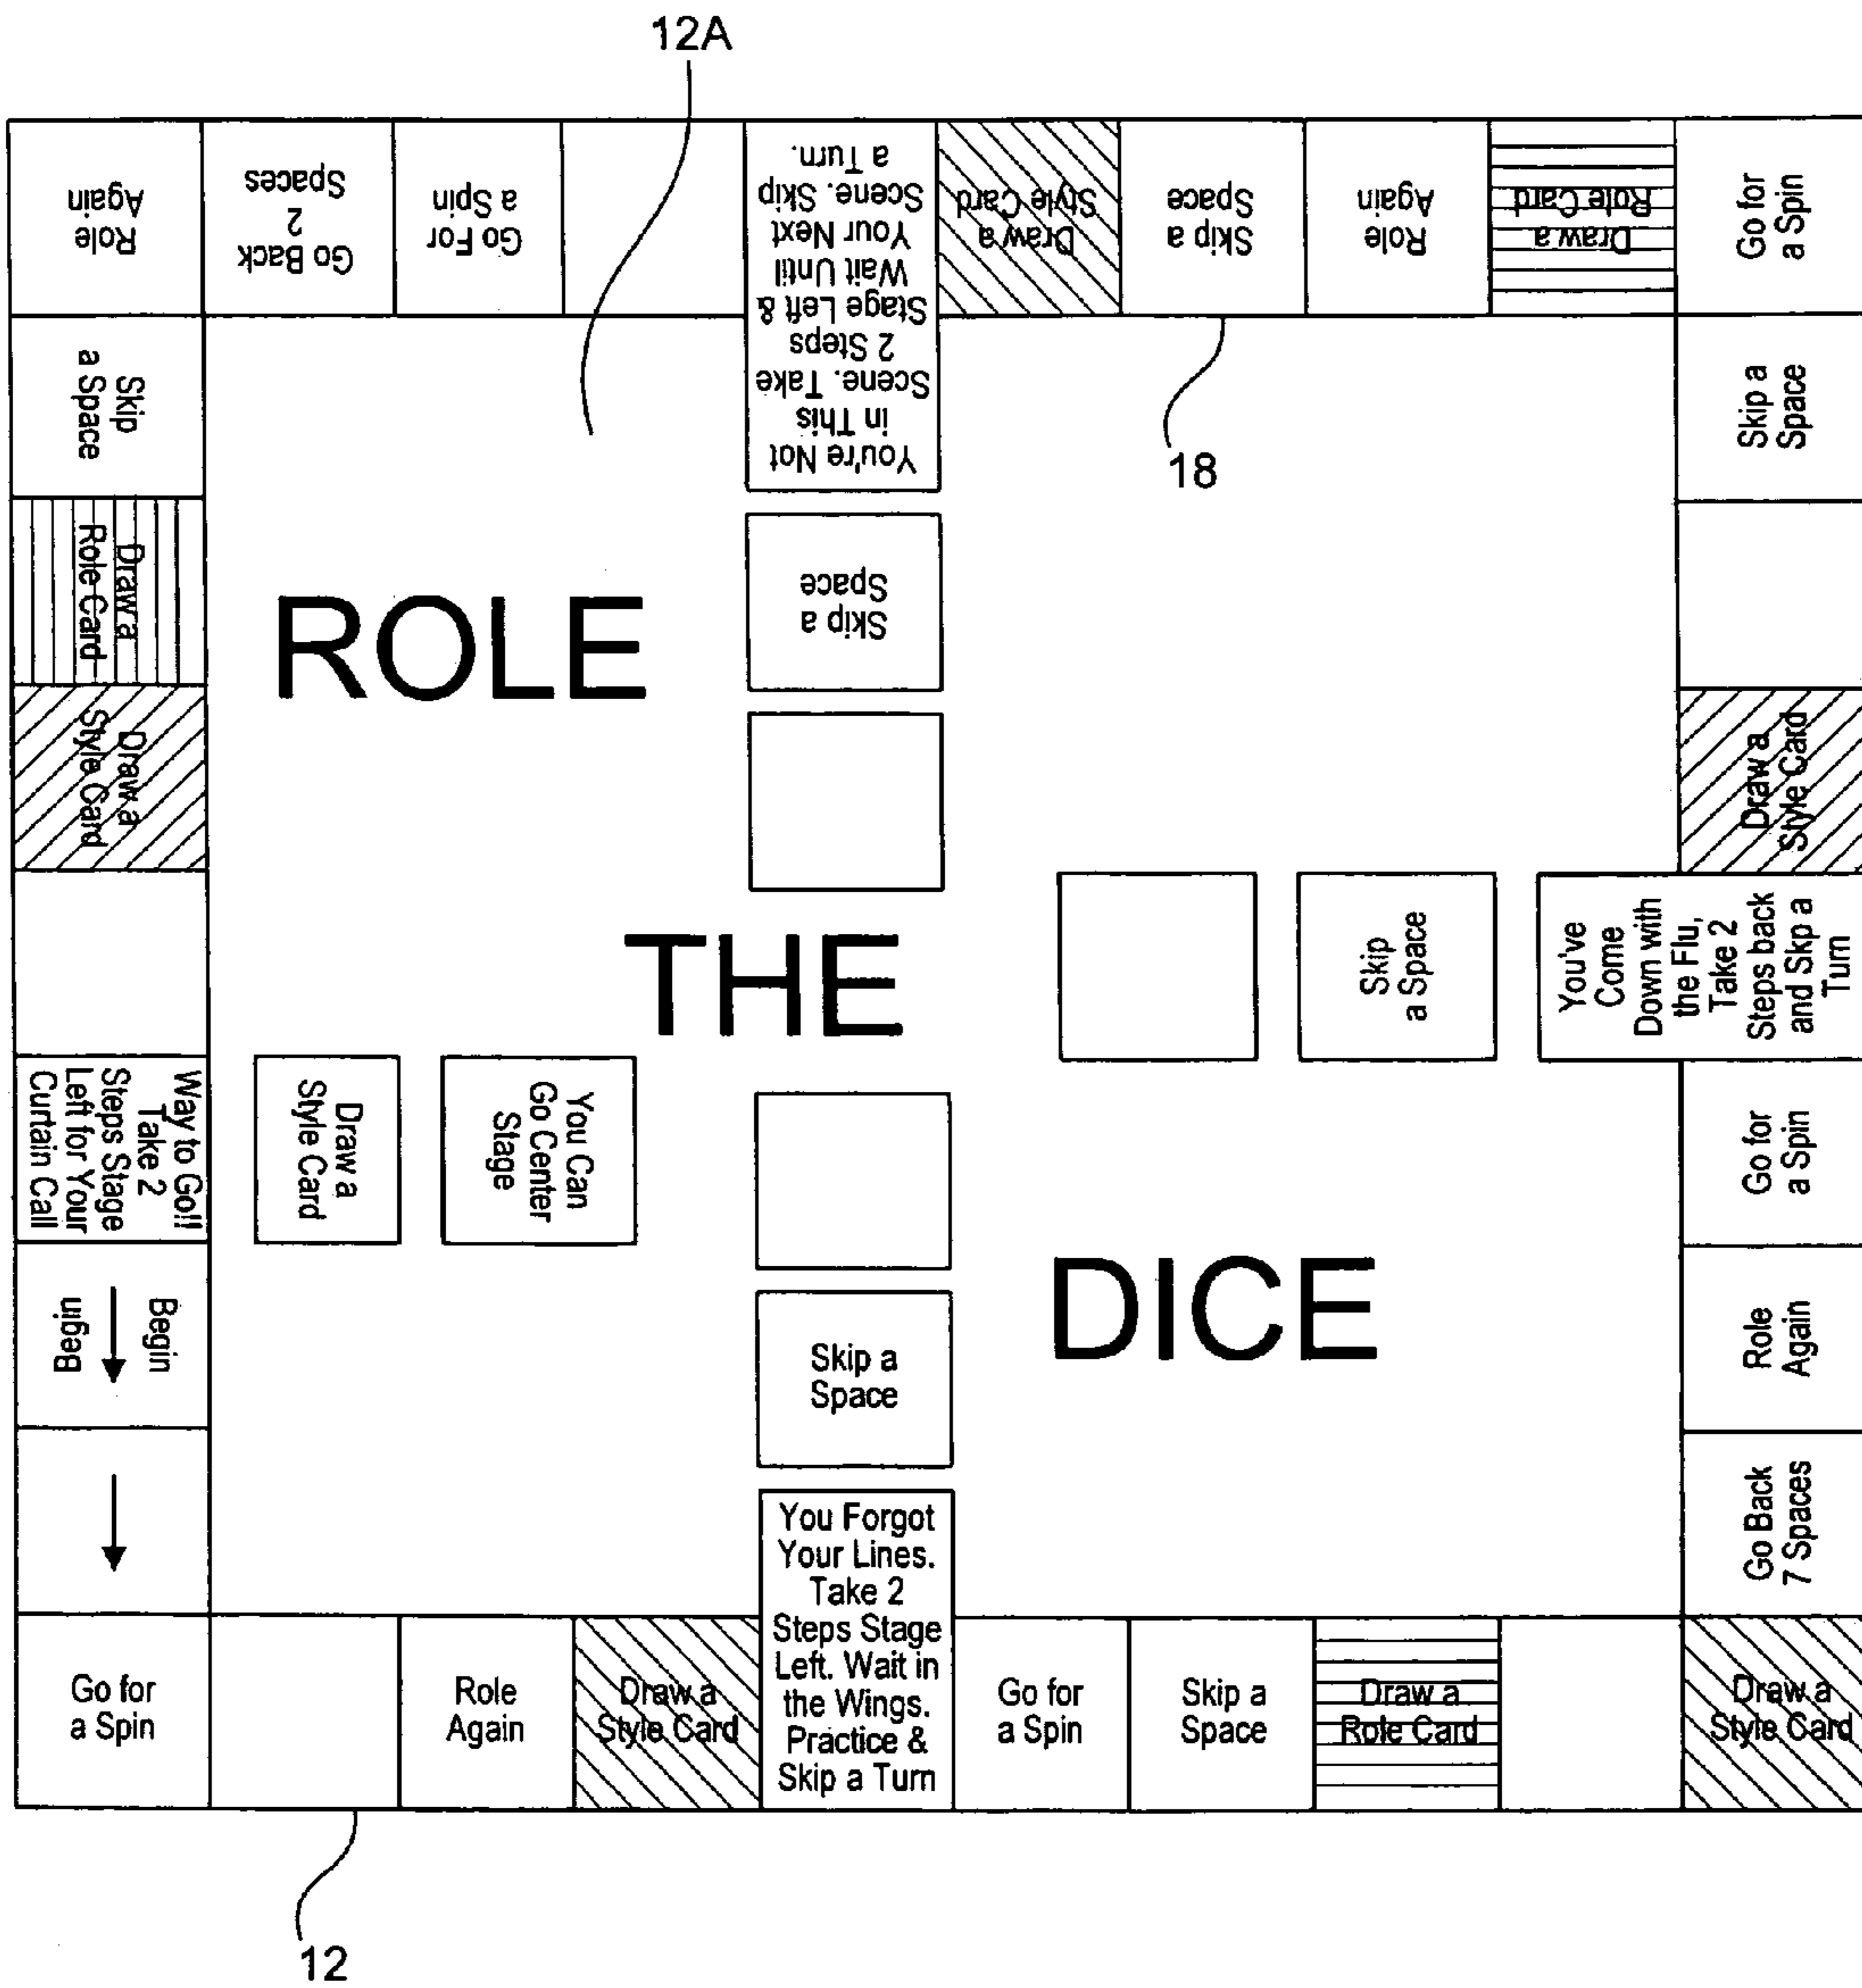 12A
Role
Again
Go Back
2
Spaces
Go For
a Spin
You're Not
in This
Scene. Take
2 Steps
Stage Left &
Wait Until
Your Next
Scene. Skip
a Turn.
Draw a
Style Card
Skip a
Space
Role
Again
Draw a
Role Card
Go for
a Spin
Skip
a Space
18
Skip a
Space
Draw a
Role Card
ROLE
Skip a
Space
Draw a
Style Card
Draw a
Style Card
THE
Skip
a Space
You've
Come
Down with
the Flu,
Take 2
Steps back
and Skp a
Turn
Way to Go!!
Take 2
Steps Stage
Left for Your
Curtain Call
Draw a
Style Card
You Can
Go Center
Stage
Go for
a Spin
Begin
Begin
Skip a
Space
DICE
Role
Again
Go Back
7 Spaces
Go for
a Spin
Role
Again
Draw a
Style Card
You Forgot
Your Lines.
Take 2
Steps Stage
Left. Wait in
the Wings.
Practice &
Skip a Turn
Go for
a Spin
Skip a
Space
Draw a
Role Card
Draw a
Style Card
12